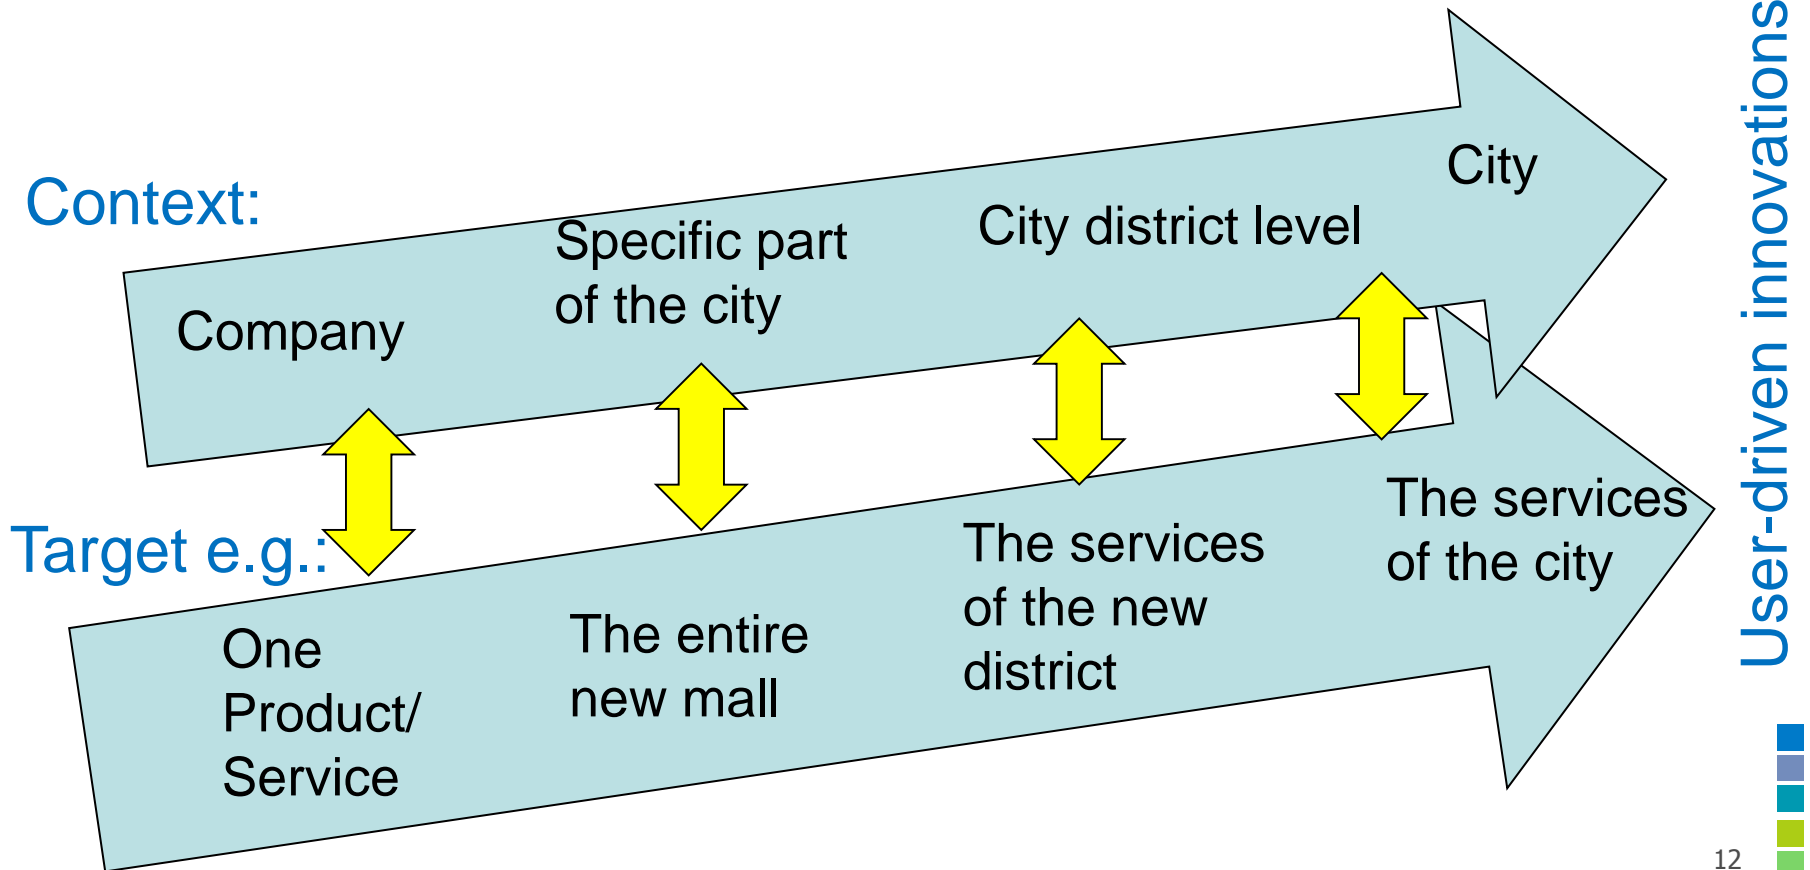 Context:
Company
Specific part
of the city
City district level
City
Target e.g.:
One
Product/
Service
The entire
new mall
The services
of the new
district
The services
of the city
User-driven innovations
12